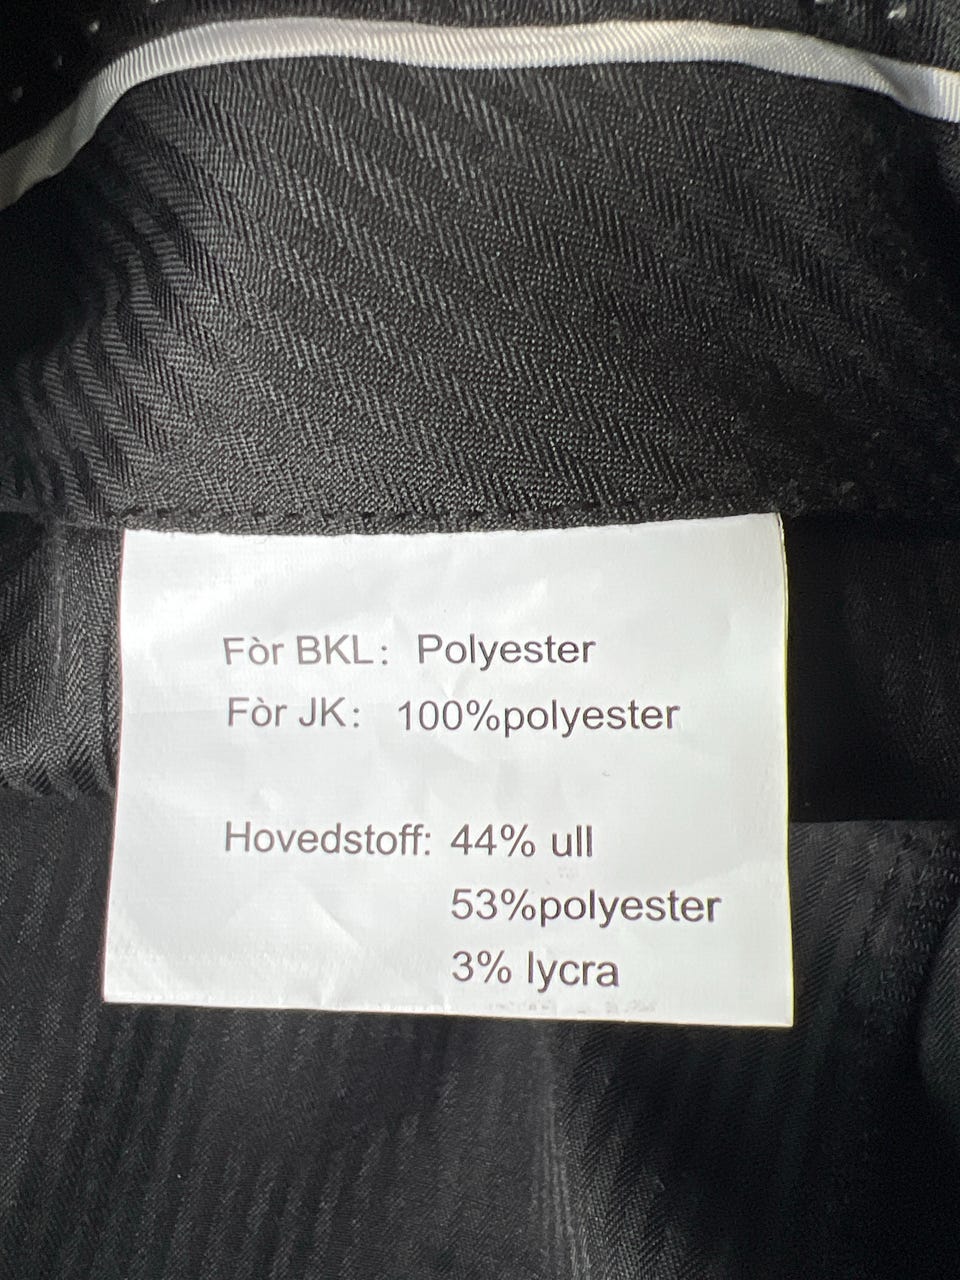 Fòr BKL: Polyester
Fòr JK: 100%polyester
Hovedstoff: 44% ull
53%polyester
3% lycra